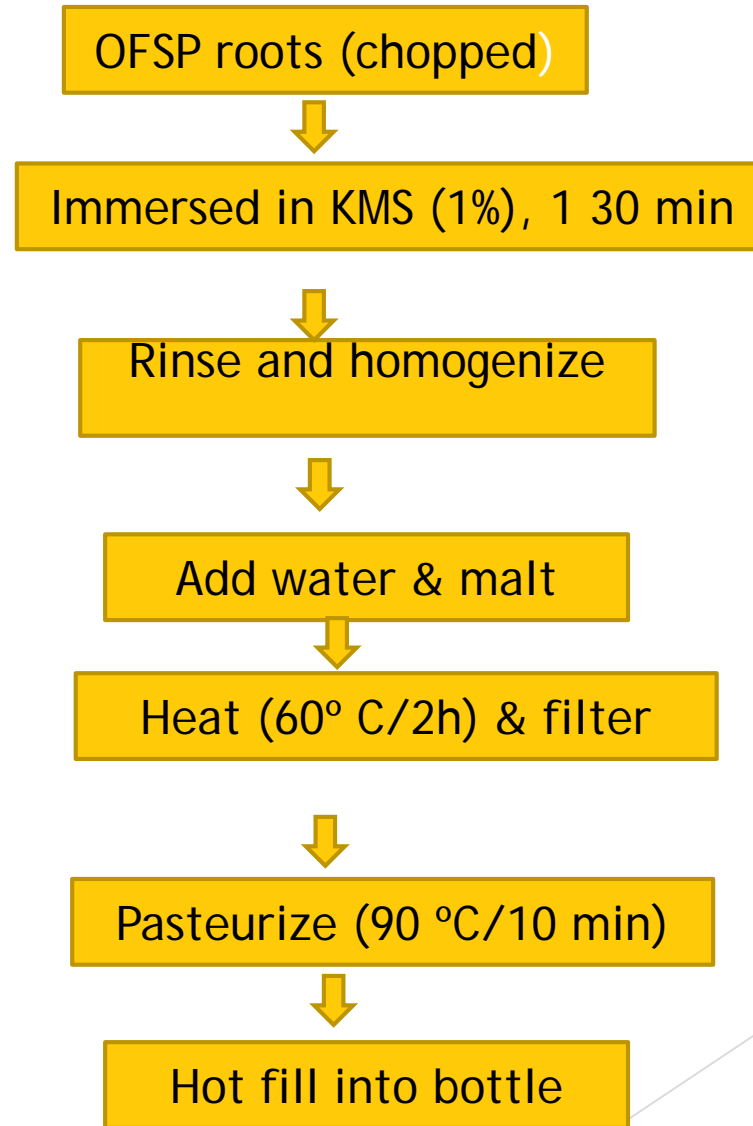 OFSP roots (chopped)
Immersed in KMS (1%), 1 30 min
Rinse and homogenize
Add water & malt
Heat (60º C/2h) & filter
Pasteurize (90 ºC/10 min)
Hot fill into bottle